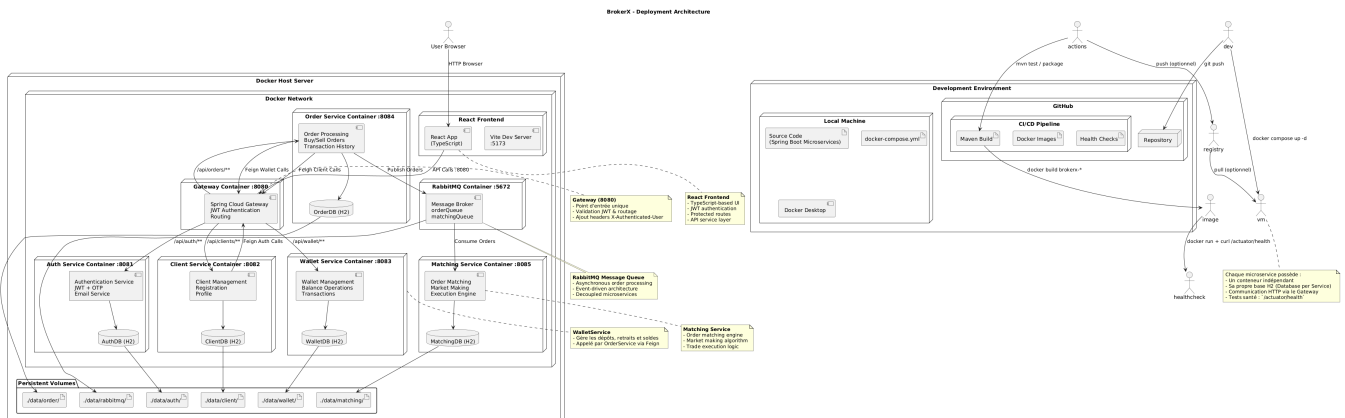 BrokerX - Deployment Architecture
User Browser
HTTP Browser
Docker Host Server
Docker Network
Order Service Container :8084
Order Processing
Buy/Sell Orders
Transaction History
OrderDB (H2)
React Frontend
React App
(TypeScript)
Vite Dev Server
:5173
/api/orders/**
Feign Wallet Calls
Feign Client Calls
Publish Orders
API Calls :8080
Gateway Container :8080
Spring Cloud Gateway
JWT Authentication
Routing
RabbitMQ Container :5672
Message Broker
orderQueue
matchingQueue
/api/auth/**
/api/clients/**
Feign Auth Calls
/api/wallet/**
Consume Orders
Auth Service Container :8081
Authentication Service
JWT + OTP
Email Service
AuthDB (H2)
Client Service Container :8082
Client Management
Registration
Profile
ClientDB (H2)
Wallet Service Container :8083
Wallet Management
Balance Operations
Transactions
WalletDB (H2)
Matching Service Container :8085
Order Matching
Market Making
Execution Engine
MatchingDB (H2)
Persistent Volumes
./data/order/
./data/rabbitmq/
./data/auth/
./data/client/
./data/wallet/
./data/matching/
Gateway (8080)
- Point d'entrée unique
- Validation JWT & routage
- Ajout headers X-Authenticated-User
React Frontend
- TypeScript-based UI
- JWT authentication
- Protected routes
- API service layer
RabbitMQ Message Queue
- Asynchronous order processing
- Event-driven architecture
- Decoupled microservices
WalletService
- Gère les dépôts, retraits et soldes
- Appelé par OrderService via Feign
Matching Service
- Order matching engine
- Market making algorithm
- Trade execution logic
actions
dev
mvn test / package
push (optionnel)
git push
Development Environment
Local Machine
Source Code
(Spring Boot Microservices)
docker-compose.yml
Docker Desktop
GitHub
CI/CD Pipeline
Maven Build
Docker Images
Health Checks
Repository
registry
docker compose up -d
docker build brokerx-*
pull (optionnel)
image
vm
docker run + curl /actuator/health
healthcheck
Chaque microservice possède :
- Un conteneur indépendant
- Sa propre base H2 (Database per Service)
- Communication HTTP via le Gateway
- Tests santé : `/actuator/health`